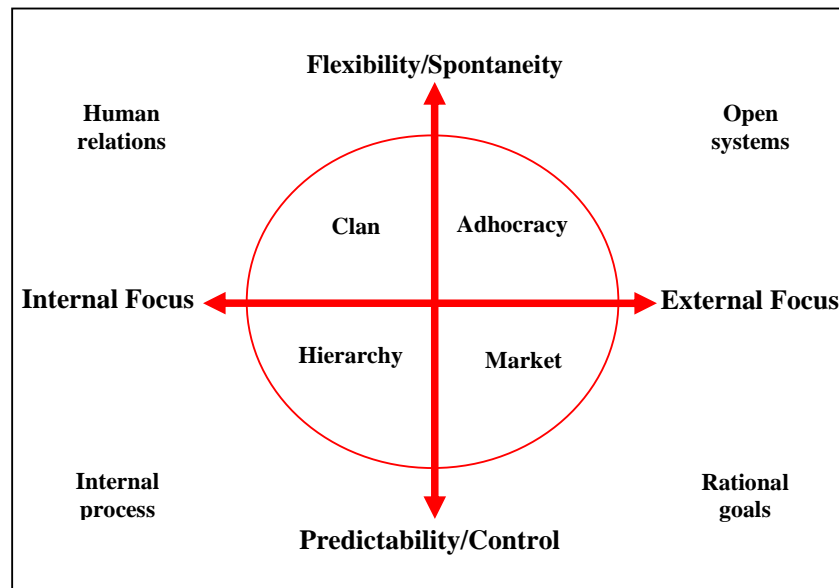 Flexibility/Spontaneity
Human
relations
Open
systems
Clan
Adhocracy
Internal Focus
External Focus
Hierarchy
Market
Internal
process
Rational
goals
Predictability/Control